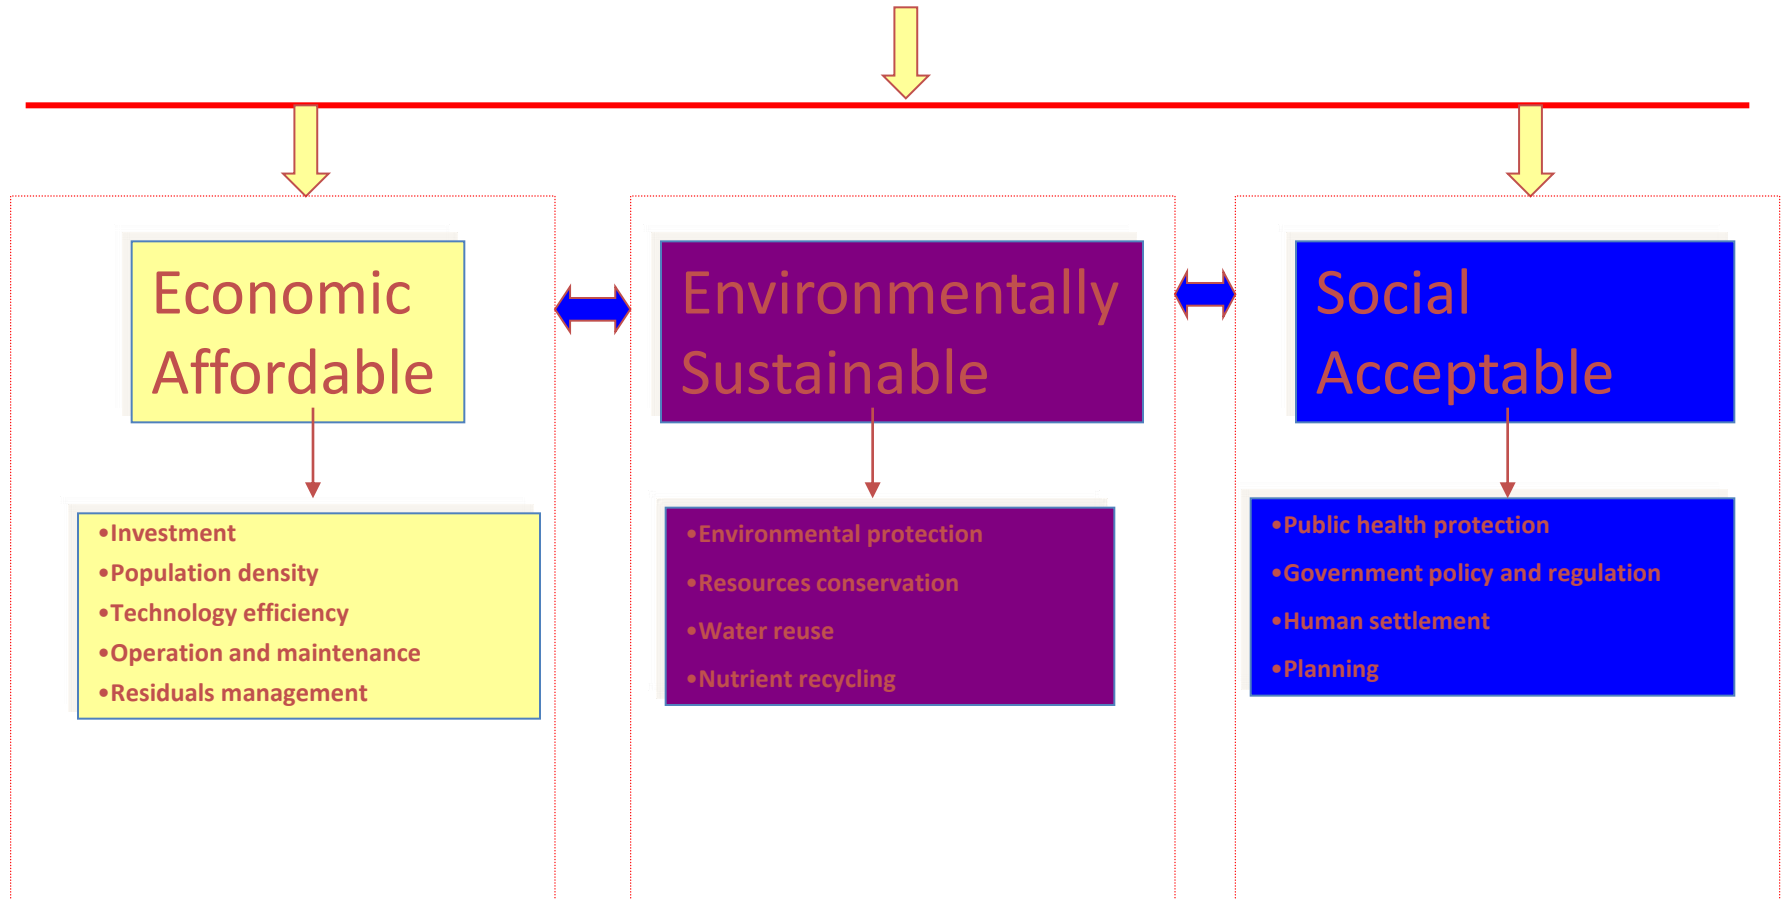 Economic
Affordable
•Investment
•Population density
•Technology efficiency
•Operation and maintenance
•Residuals management
Environmentally
Sustainable
•Environmental protection
•Resources conservation
•Water reuse
•Nutrient recycling
Social
Acceptable
•Public health protection
•Government policy and regulation
•Human settlement
•Planning